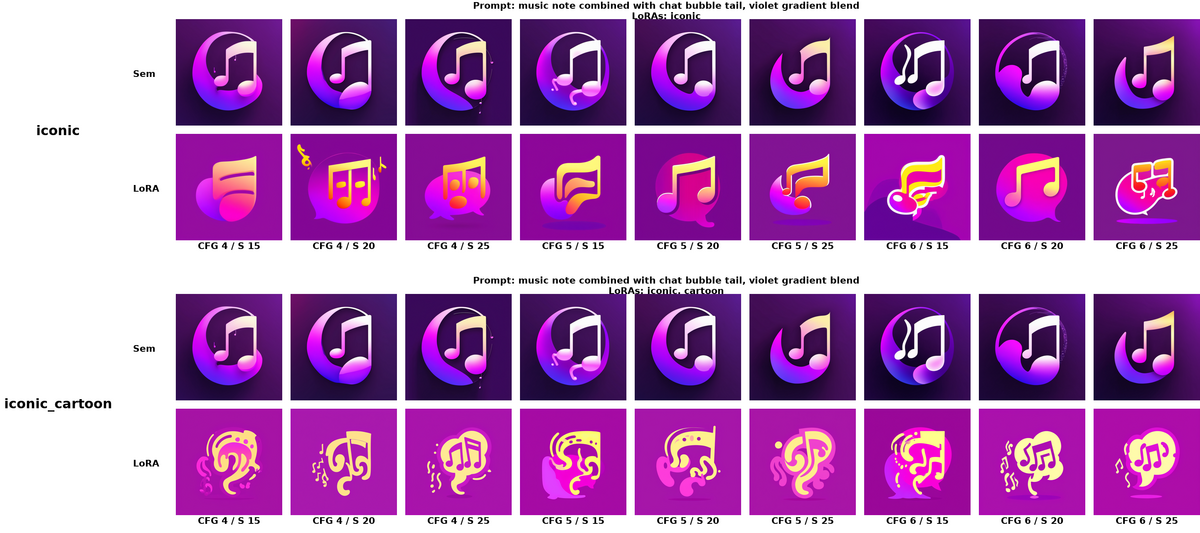 Prompt: music note combined with chat bubble tail, violet gradient blend
LoRAs: iconic
Sem
iconic
LoRA
CFG 4 / S 15 CFG 4 / S 20 CFG 4 / S 25 CFG 5 / S 15 CFG 5 / S 20 CFG 5 / S 25 CFG 6 / S 15 CFG 6 / S 20 CFG 6 / S 25
Prompt: music note combined with chat bubble tail, violet gradient blend
LoRAs: iconic, cartoon
Sem
iconic_cartoon
LoRA
CFG 4 / S 15 CFG 4 / S 20 CFG 4 / S 25 CFG 5 / S 15 CFG 5 / S 20 CFG 5 / S 25 CFG 6 / S 15 CFG 6 / S 20 CFG 6 / S 25